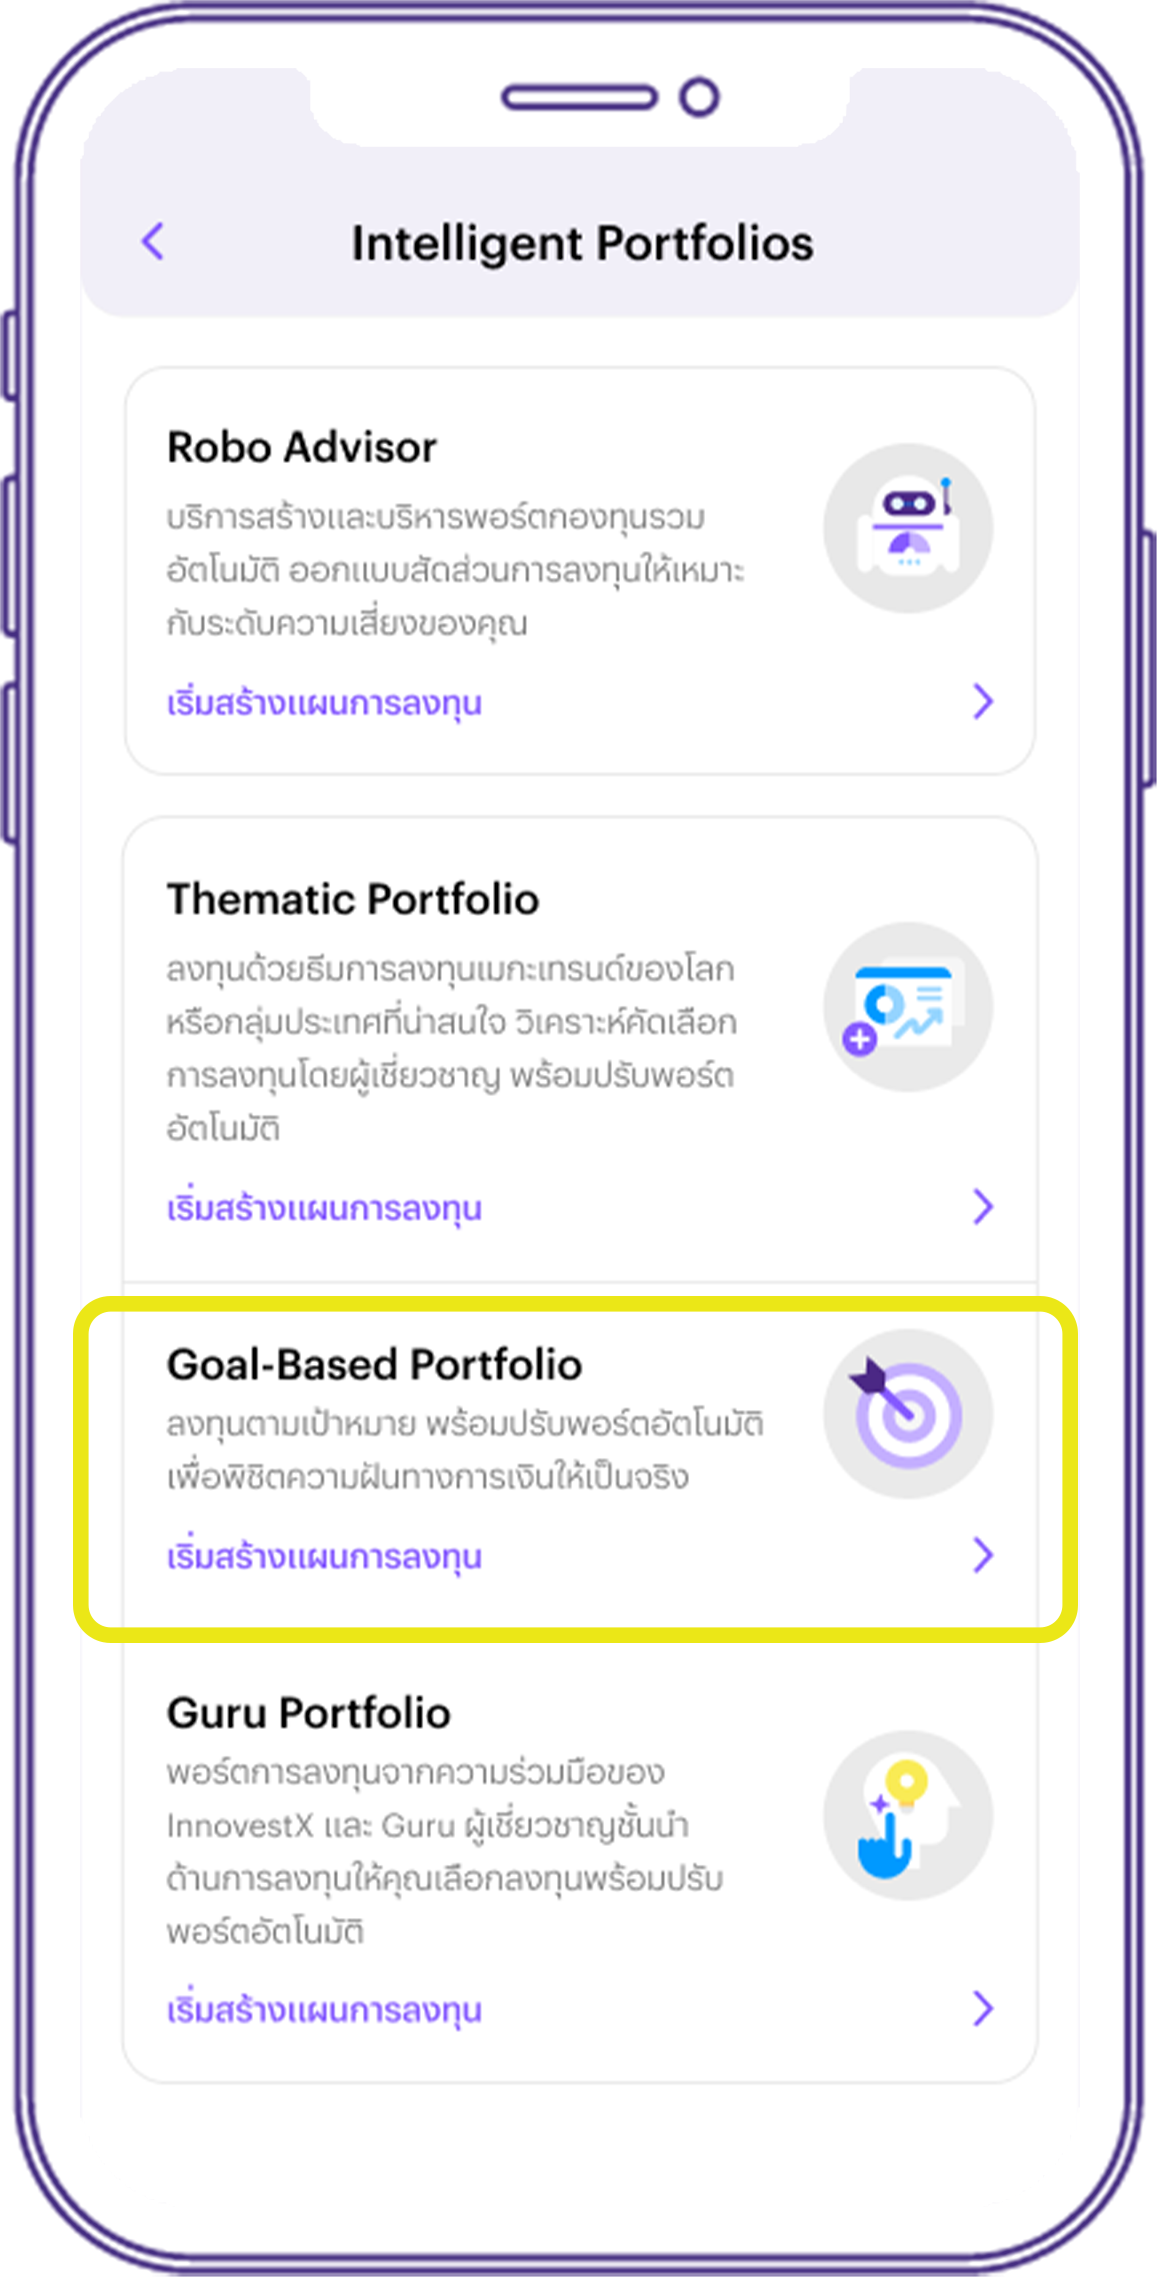 Intelligent Portfolios
Robo Advisor
บริการสร้างและบริหารพอร์ตกองทุนรวม
อัตโนมัติ ออกแบบสัดส่วนการลงทุนให้เหมาะ
กับระดับความเสี่ยงของคุณ
เริ่มสร้างแผนการลงทุน
Thematic Portfolio
ลงทุนด้วยธีมการลงทุนเมกะเทรนด์ของโลก
หรือกลุ่มประเทศที่น่าสนใจ วิเคราะห์คัดเลือก
การลงทุนโดยผู้เชี่ยวชาญ พร้อมปรับพอร์ต
อัตโนมัติ
เริ่มสร้างแผนการลงทุน
Goal-Based Portfolio
ลงทุนตามเป้าหมาย พร้อมปรับพอร์ตอัตโนมัติ
เพื่อพิชิตความฝันทางการเงินให้เป็นจริง
เริ่มสร้างแผนการลงทุน
Guru Portfolio
พอร์ตการลงทุนจากความร่วมมือของ
InnovestX และ Guru ผู้เชี่ยวชาญชั้นนำ
ด้านการลงทุนให้คุณเลือกลงทุนพร้อมปรับ
พอร์ตอัตโนมัติ
เริ่มสร้างแผนการลงทุน